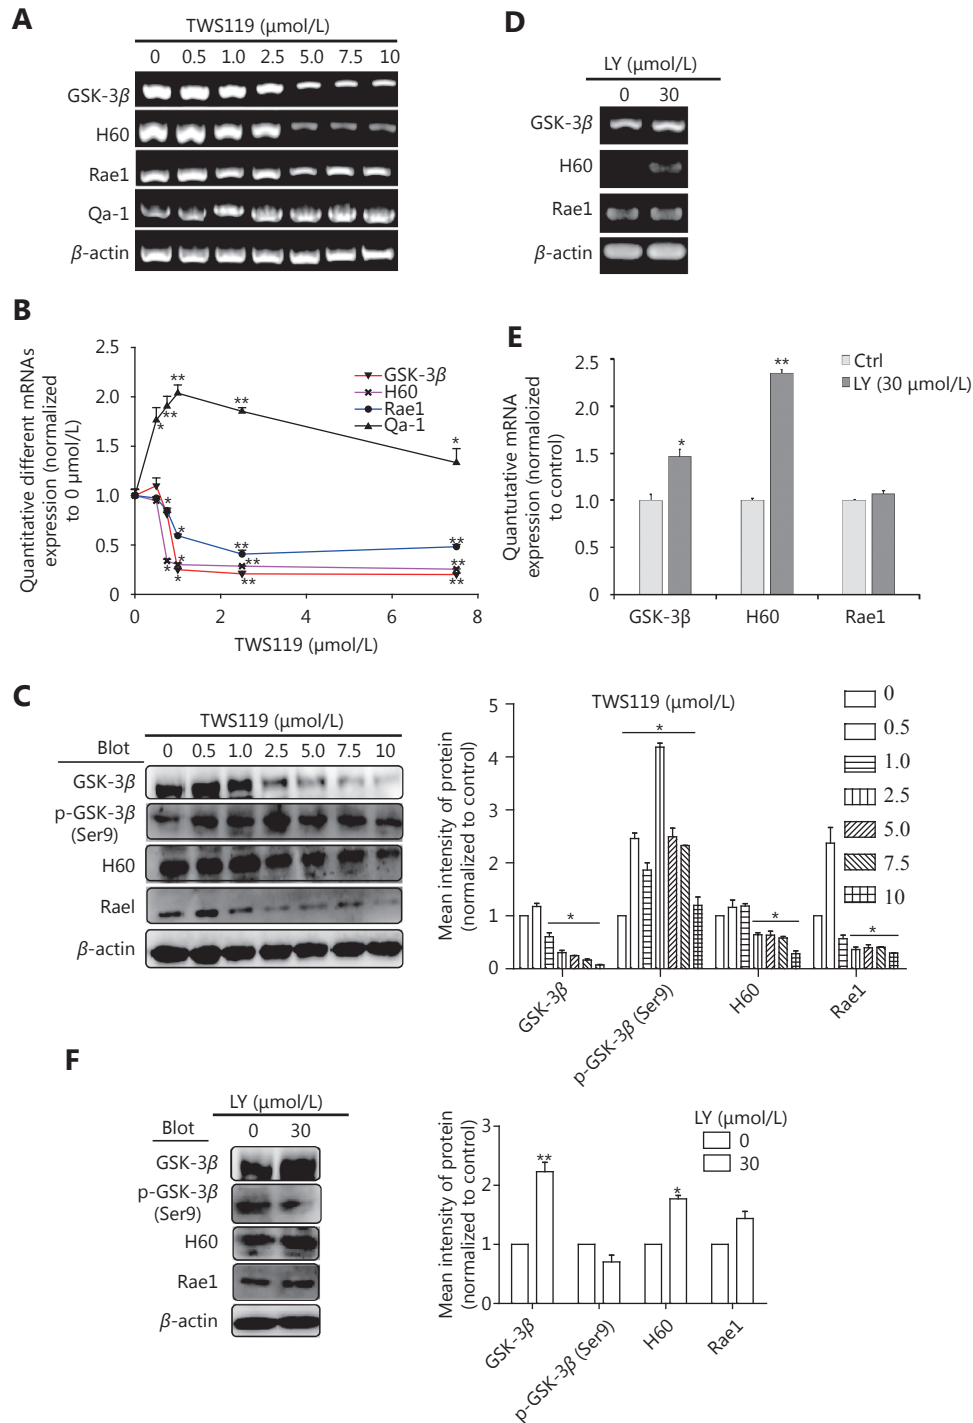 A
TWS119 (µmol/L)
0 0.5 1.0 2.5 5.0 7.5 10
GSK-3β
H60
Rae1
Qa-1
β-actin
D
LY (µmol/L)
0 30
GSK-3β
H60
Rae1
β-actin
B
Quantitative different mRNAs
expression (normalized
to 0 µmol/L)
2.5
2.0
1.5
1.0
0.5
0
0 2 4 6 8
TWS119 (µmol/L)
GSK-3β
H60
Rae1
Qa-1
** ** ** * *
* * * * * ** ** ** ** ** **
E
Quantutative mRNA
expression (normaloized
to control)
2.5
2.0
1.5
1.0
0.5
0
* **
GSK-3β H60 Rae1
Ctrl
LY (30 µmol/L)
C
TWS119 (µmol/L)
Blot 0 0.5 1.0 2.5 5.0 7.5 10
GSK-3β
p-GSK-3β
(Ser9)
H60
Rael
β-actin
Mean intensity of protein
(normalized to control)
5
4
3
2
1
0
TWS119 (µmol/L)
* * * *
GSK-3β
p-GSK-3β (Ser9)
H60
Rae1
0
0.5
1.0
2.5
5.0
7.5
10
F
LY (µmol/L)
Blot 0 30
GSK-3β
p-GSK-3β
(Ser9)
H60
Rae1
β-actin
Mean intensity of protein
(normalized to control)
3
2
1
0
** *
LY (µmol/L)
0
30
GSK-3β
p-GSK-3β (Ser9)
H60
Rae1